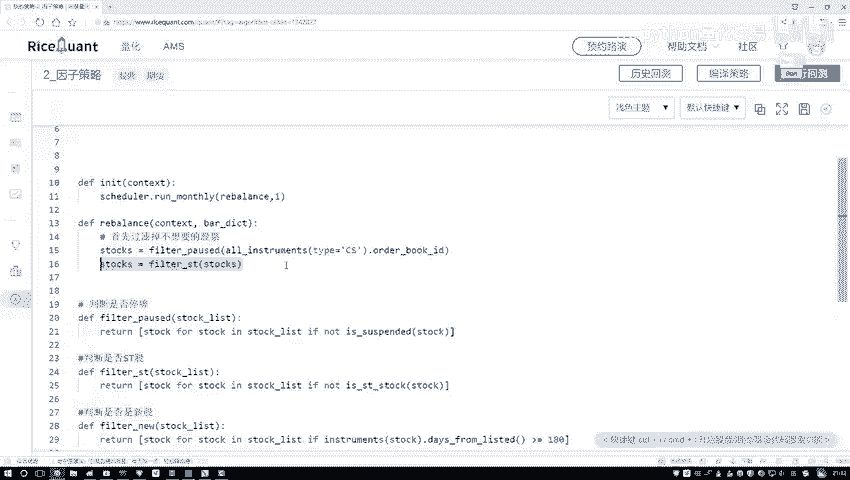 RiceQuant 量化 AMS 预约路演 帮助文档 社区
2_因子策略 股票 期货 历史回测 编译策略
浅色主题 默认快捷键
6
7
8
9
10 def init(context):
11 scheduler.run_monthly(rebalance,1)
12
13 def rebalance(context, bar_dict):
14 # 首先过滤掉不想要的股票
15 stocks = filter_paused(all_instruments(type='CS').order_book_id)
16 stocks = filter_st(stocks)
17
18
19 # 判断是否停牌
20 def filter_paused(stock_list):
21 return [stock for stock in stock_list if not is_suspended(stock)]
22
23 #判断是否ST股
24 def filter_st(stock_list):
25 return [stock for stock in stock_list if not is_st_stock(stock)]
26
27 #判断是否是新股
28 def filter_new(stock_list):
29 return [stock for stock in stock_list if instruments(stock).days_from_listed() >= 180]